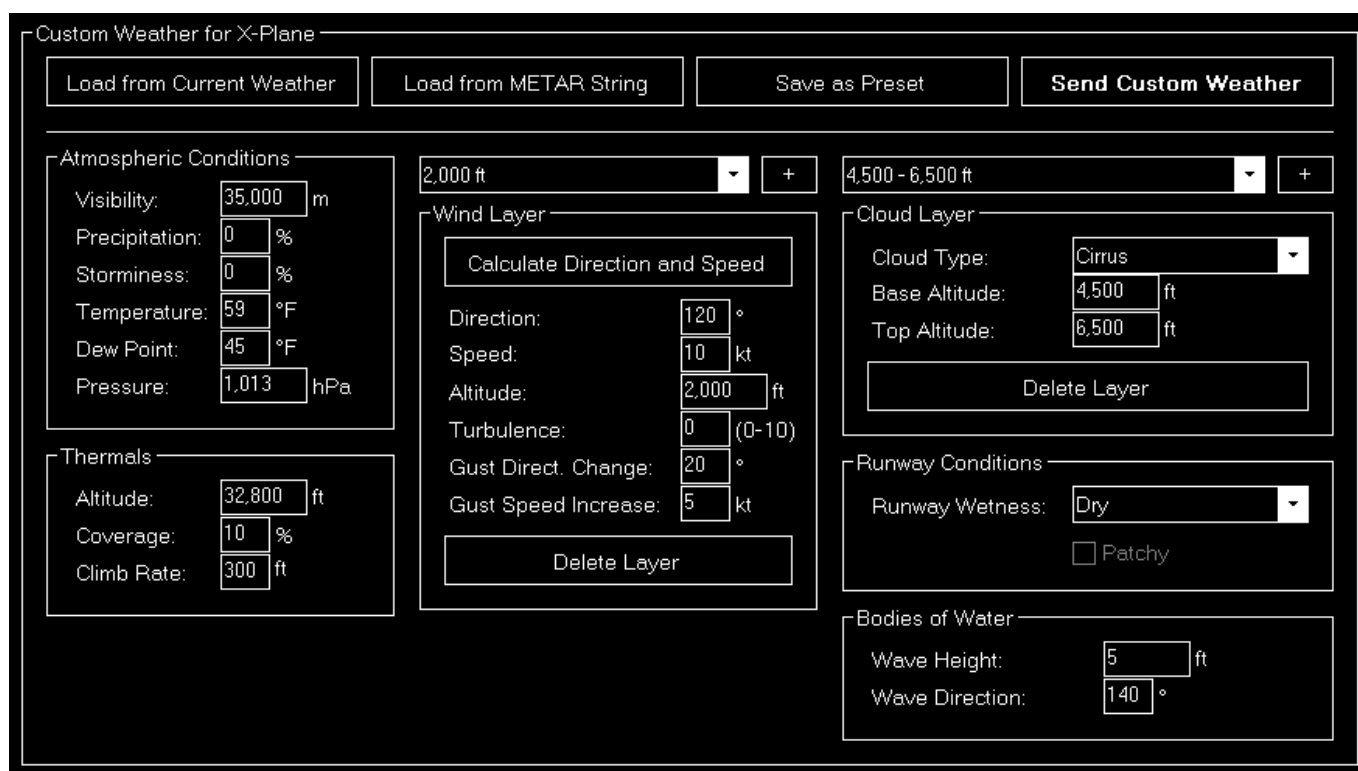 Custom Weather for X-Plane
Load from Current Weather
Load from METAR String
Save as Preset
Send Custom Weather
Atmospheric Conditions
Visibility: 35,000 m
Precipitation: 0 %
Storminess: 0 %
Temperature: 59 °F
Dew Point: 45 °F
Pressure: 1,013 hPa
Thermals
Altitude: 32,800 ft
Coverage: 10 %
Climb Rate: 300 ft
2,000 ft +
Wind Layer
Calculate Direction and Speed
Direction: 120 °
Speed: 10 kt
Altitude: 2,000 ft
Turbulence: 0 (0-10)
Gust Direct. Change: 20 °
Gust Speed Increase: 5 kt
Delete Layer
4,500 - 6,500 ft +
Cloud Layer
Cloud Type: Cirrus
Base Altitude: 4,500 ft
Top Altitude: 6,500 ft
Delete Layer
Runway Conditions
Runway Wetness: Dry
Patchy
Bodies of Water
Wave Height: 5 ft
Wave Direction: 140 °